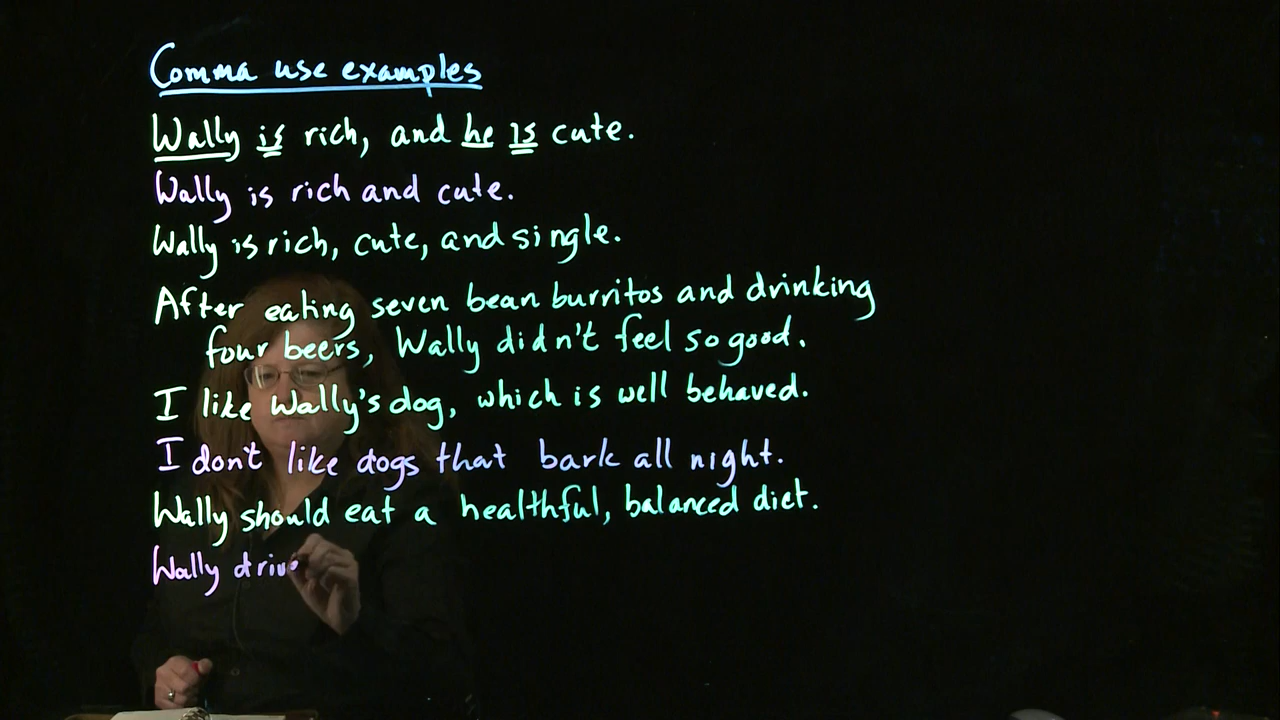 Comma use examples
Wally is rich, and he is cute.
Wally is rich and cute.
Wally is rich, cute, and single.
After eating seven bean burritos and drinking
four beers, Wally didn't feel so good.
I like Wally's dog, which is well behaved.
I don't like dogs that bark all night.
Wally should eat a healthful, balanced diet.
Wally drive